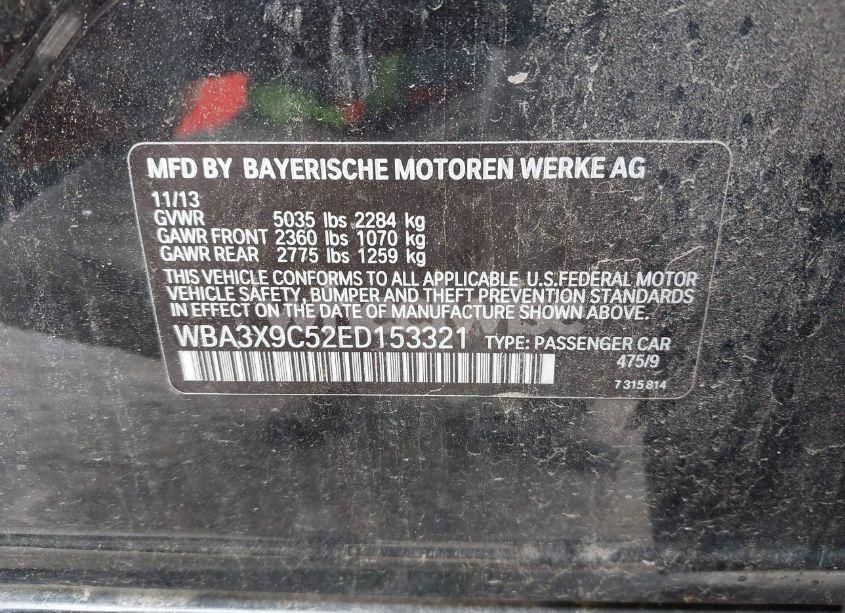 MFD BY BAYERISCHE MOTOREN WERKE AG
11/13
GVWR 5035 lbs 2284 kg
GAWR FRONT 2360 lbs 1070 kg
GAWR REAR 2775 lbs 1259 kg
THIS VEHICLE CONFORMS TO ALL APPLICABLE U.S.FEDERAL MOTOR
VEHICLE SAFETY, BUMPER AND THEFT PREVENTION STANDARDS
IN EFFECT ON THE DATE OF MANUFACTURE SHOWN ABOVE.
WBA3X9C52ED153321 TYPE: PASSENGER CAR
475/9
7 315 814